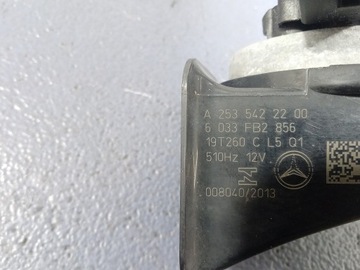 A 253 542 22 00
6 033 FB2 856
19T260 C L5 Q1
510Hz 12V
008040/2013